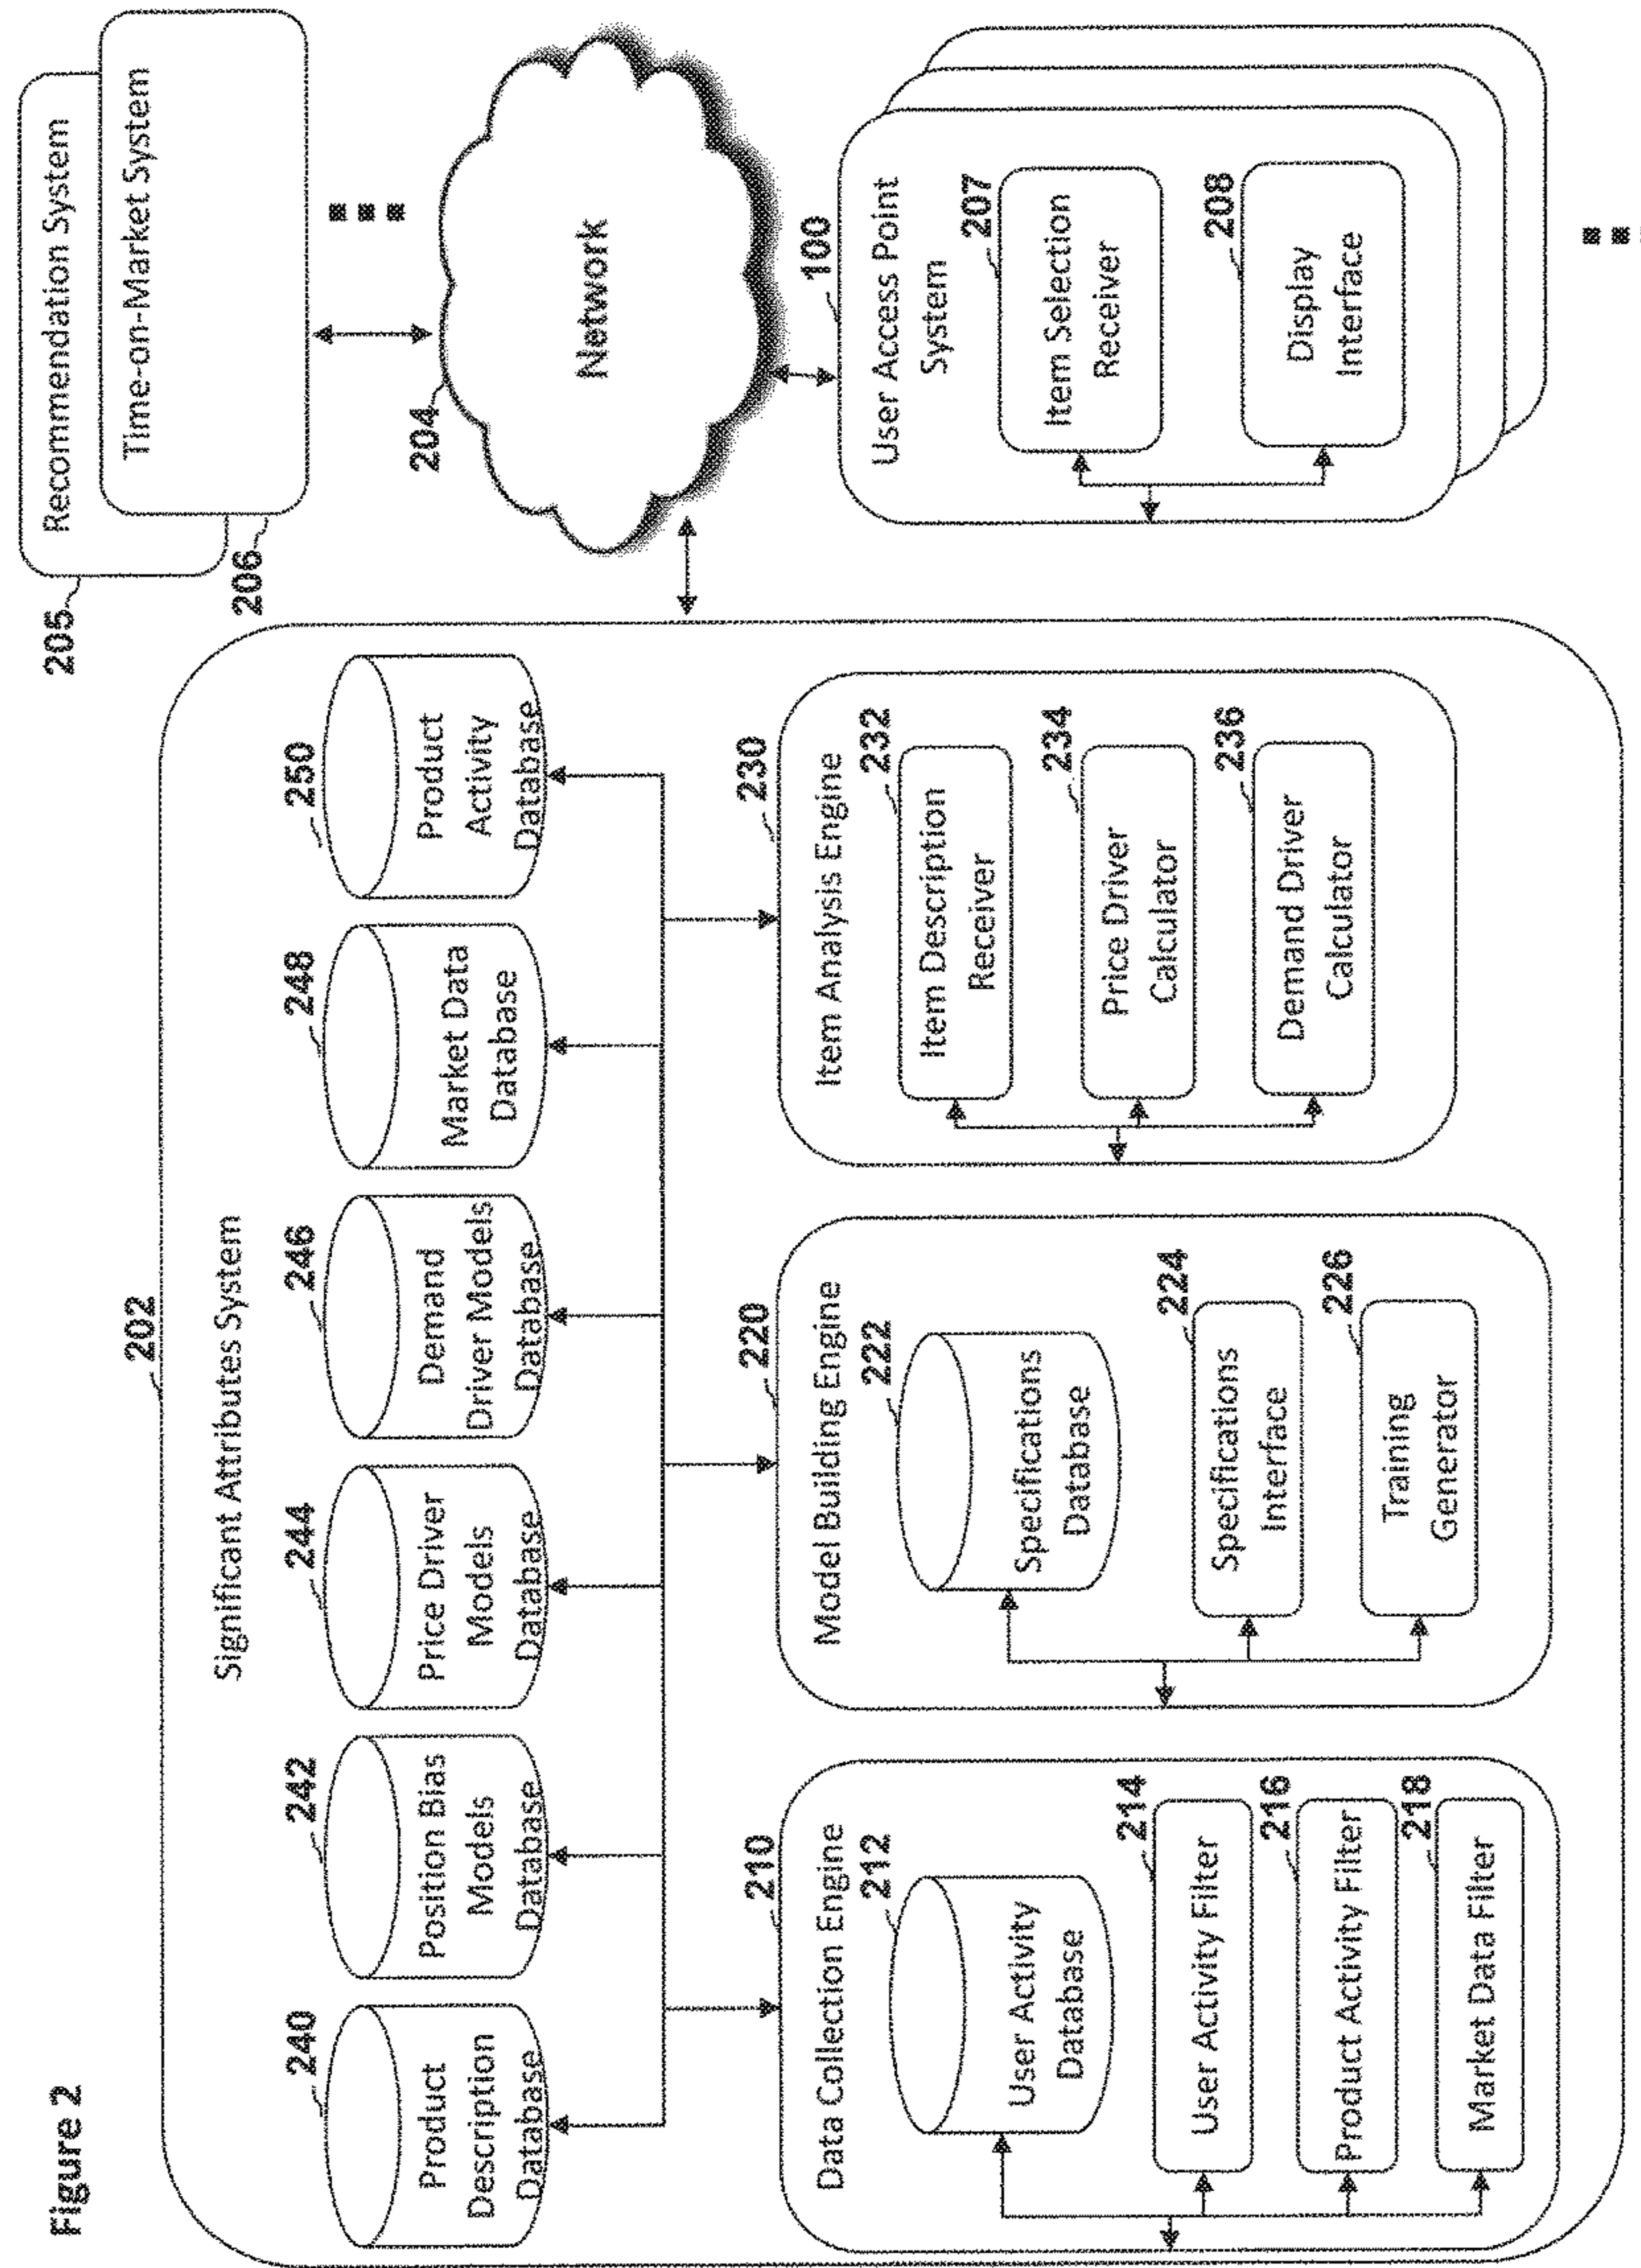 Figure 2
202
Significant Attributes System
240
Product
Description
Database
242
Position Bias
Models
Database
244
Price Driver
Models
Database
246
Demand
Driver Models
Database
248
Market Data
Database
250
Product
Activity
Database
210
Data Collection Engine
212
User Activity
Database
214
User Activity Filter
216
Product Activity Filter
218
Market Data Filter
220
Model Building Engine
222
Specifications
Database
224
Specifications
Interface
226
Training
Generator
230
Item Analysis Engine
232
Item Description
Receiver
234
Price Driver
Calculator
236
Demand Driver
Calculator
205
Recommendation System
206
Time-on-Market System
204
Network
100
User Access Point
System
207
Item Selection
Receiver
208
Display
Interface